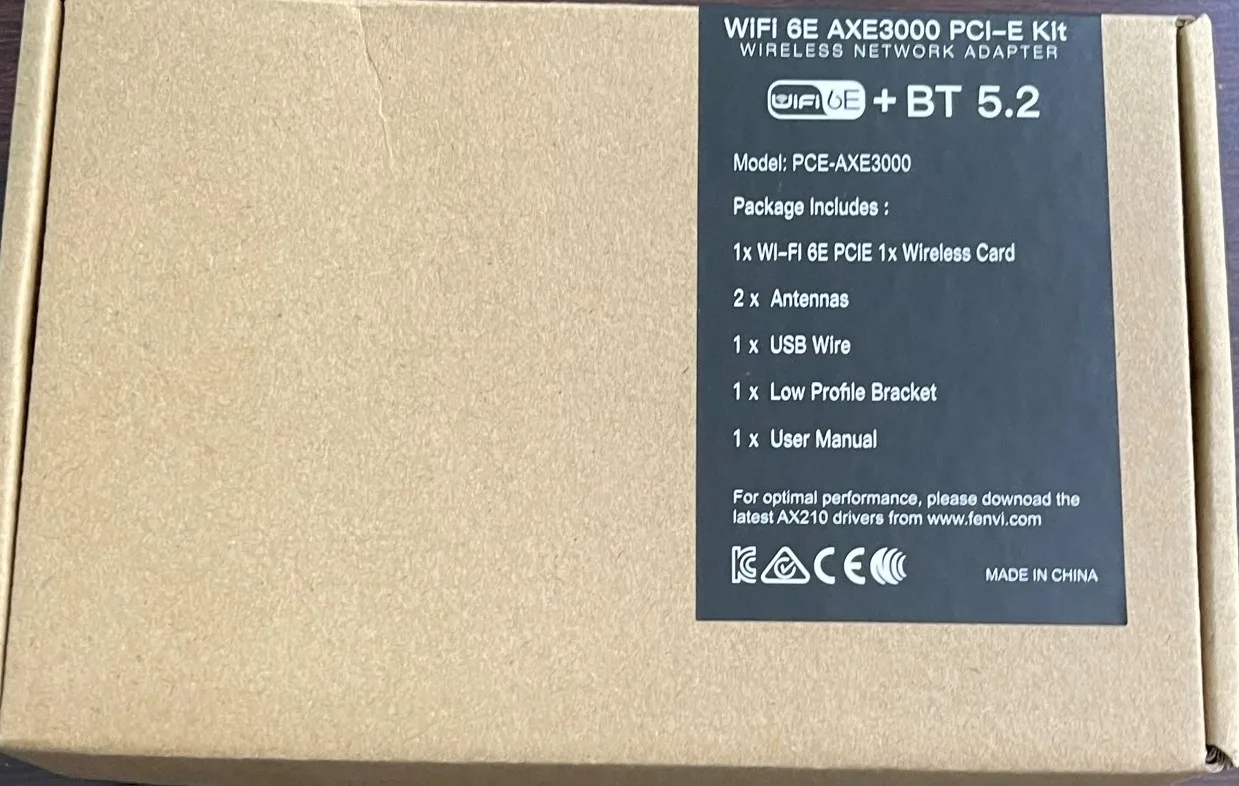 WiFi 6E AXE3000 PCI-E Kit
WIRELESS NETWORK ADAPTER
WiFi 6E + BT 5.2
Model: PCE-AXE3000
Package Includes :
1x WI-FI 6E PCIE 1x Wireless Card
2 x Antennas
1 x USB Wire
1 x Low Profile Bracket
1 x User Manual
For optimal performance, please downoad the
latest AX210 drivers from www.fenvi.com
CE
MADE IN CHINA